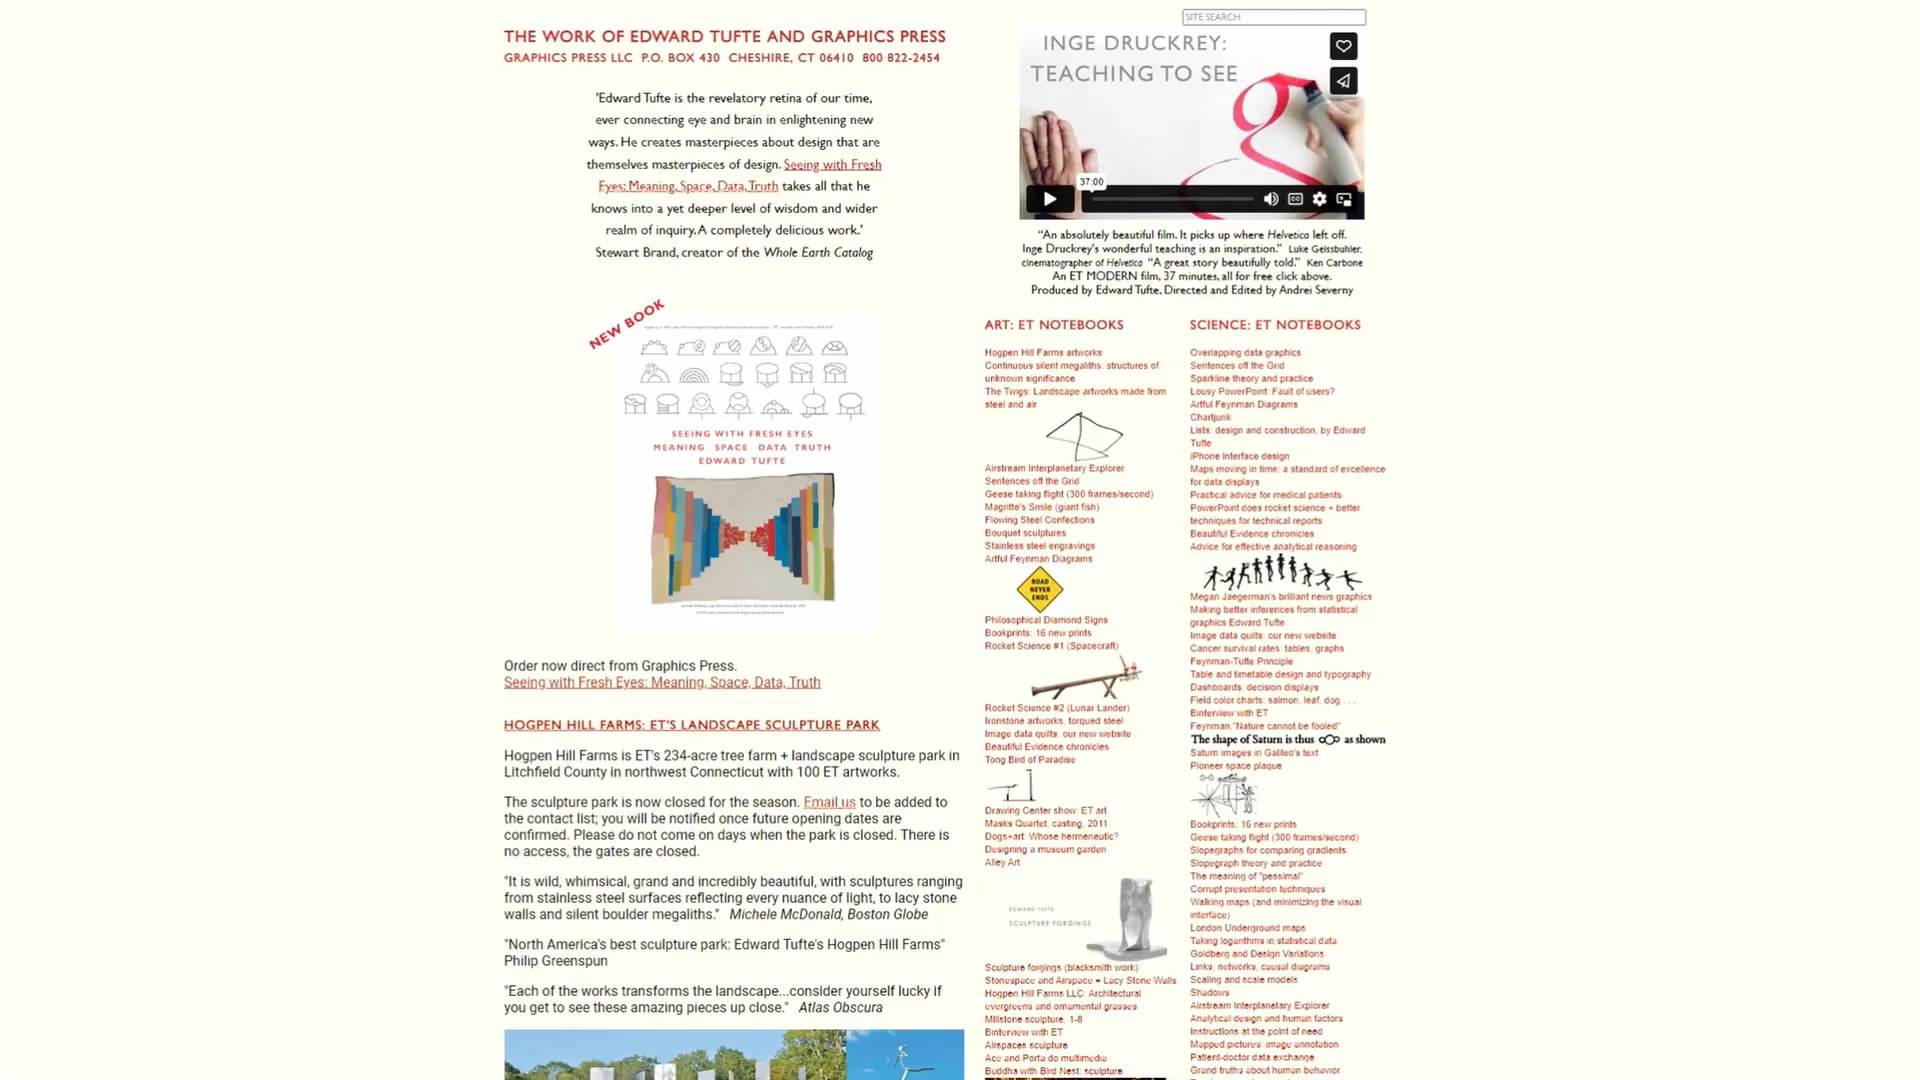 SITE SEARCH
THE WORK OF EDWARD TUFTE AND GRAPHICS PRESS
GRAPHICS PRESS LLC P.O. BOX 430 CHESHIRE, CT 06410 800 822-2454
'Edward Tufte is the revelatory retina of our time,
ever connecting eye and brain in enlightening new
ways. He creates masterpieces about design that are
themselves masterpieces of design. Seeing with Fresh
Eyes: Meaning, Space, Data, Truth takes all that he
knows into a yet deeper level of wisdom and wider
realm of inquiry. A completely delicious work.'
Stewart Brand, creator of the Whole Earth Catalog
NEW BOOK
SEEING WITH FRESH EYES
MEANING SPACE DATA TRUTH
EDWARD TUFTE
Order now direct from Graphics Press.
Seeing with Fresh Eyes: Meaning, Space, Data, Truth
HOGPEN HILL FARMS: ET'S LANDSCAPE SCULPTURE PARK
Hogpen Hill Farms is ET's 234-acre tree farm + landscape sculpture park in
Litchfield County in northwest Connecticut with 100 ET artworks.
The sculpture park is now closed for the season. Email us to be added to
the contact list; you will be notified once future opening dates are
confirmed. Please do not come on days when the park is closed. There is
no access, the gates are closed.
"It is wild, whimsical, grand and incredibly beautiful, with sculptures ranging
from stainless steel surfaces reflecting every nuance of light, to lacy stone
walls and silent boulder megaliths." Michele McDonald, Boston Globe
"North America's best sculpture park: Edward Tufte's Hogpen Hill Farms"
Philip Greenspun
"Each of the works transforms the landscape...consider yourself lucky if
you get to see these amazing pieces up close." Atlas Obscura
INGE DRUCKREY:
TEACHING TO SEE
37:00
CC
"An absolutely beautiful film. It picks up where Helvetica left off.
Inge Druckrey's wonderful teaching is an inspiration." Luke Geissbuhler,
cinematographer of Helvetica "A great story beautifully told." Ken Carbone
An ET MODERN film, 37 minutes, all for free click above.
Produced by Edward Tufte, Directed and Edited by Andrei Severny
ART: ET NOTEBOOKS
Hogpen Hill Farms artworks
Continuous silent megaliths: structures of
unknown significance
The Twigs: Landscape artworks made from
steel and air
Airstream Interplanetary Explorer
Sentences off the Grid
Geese taking flight (300 frames/second)
Magritte's Smile (giant fish)
Flowing Steel Confections
Bouquet sculptures
Stainless steel engravings
Artful Feynman Diagrams
ROAD
NEVER
ENDS
Philosophical Diamond Signs
Bookprints: 16 new prints
Rocket Science #1 (Spacecraft)
Rocket Science #2 (Lunar Lander)
Ironstone artworks, torqued steel
Image data quilts: our new website
Beautiful Evidence chronicles
Tong Bird of Paradise
Drawing Center show: ET art
Masks Quartet, casting, 2011
Dogs+art: Whose hermeneutic?
Designing a museum garden
Alley Art
EDWARD TUFTE
SCULPTURE FORGINGS
Sculpture forgings (blacksmith work)
Stonespace and Airspace = Lacy Stone Walls
Hogpen Hill Farms LLC: Architectural
evergreens and ornamental grasses
Millstone sculpture, 1-8
Binterview with ET
Airspaces sculpture
Ace and Porta do multimedia
Buddha with Bird Nest: sculpture
SCIENCE: ET NOTEBOOKS
Overlapping data graphics
Sentences off the Grid
Sparkline theory and practice
Lousy PowerPoint: Fault of users?
Artful Feynman Diagrams
Chartjunk
Lists: design and construction, by Edward
Tufte
iPhone interface design
Maps moving in time: a standard of excellence
for data displays
Practical advice for medical patients
PowerPoint does rocket science + better
techniques for technical reports
Beautiful Evidence chronicles
Advice for effective analytical reasoning
Megan Jaegerman's brilliant news graphics
Making better inferences from statistical
graphics Edward Tufte
Image data quilts: our new website
Cancer survival rates: tables, graphs
Feynman-Tufte Principle
Table and timetable design and typography
Dashboards: decision displays
Field color charts: salmon, leaf, dog . . .
Binterview with ET
Feynman,"Nature cannot be fooled"
The shape of Saturn is thus as shown
Saturn images in Galileo's text
Pioneer space plaque
Bookprints: 16 new prints
Geese taking flight (300 frames/second)
Slopegraphs for comparing gradients:
Slopegraph theory and practice
The meaning of "pessimal"
Corrupt presentation techniques
Walking maps (and minimizing the visual
interface)
London Underground maps
Taking logarithms in statistical data
Goldberg and Design Variations
Links, networks, causal diagrams
Scaling and scale models
Shadows
Airstream Interplanetary Explorer
Analytical design and human factors
Instructions at the point of need
Mapped pictures: image annotation
Patient-doctor data exchange
Grand truths about human behavior